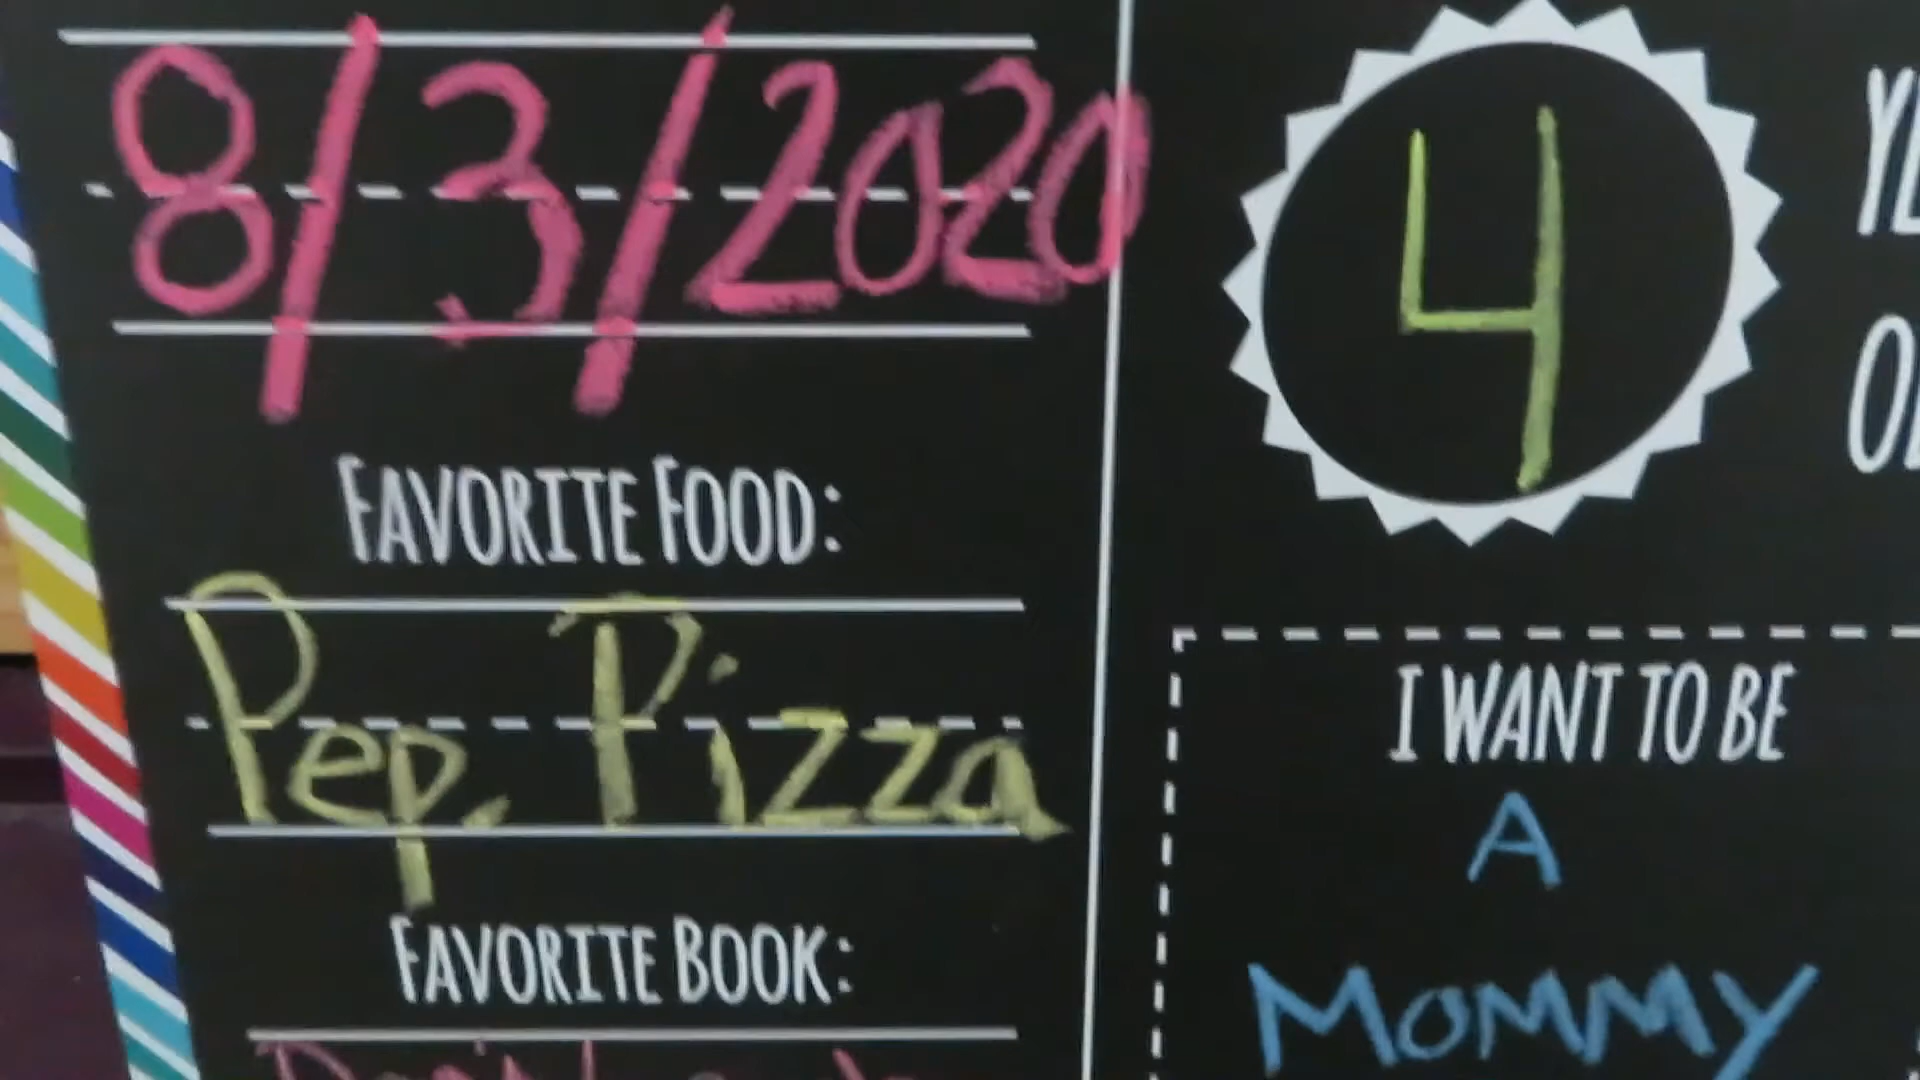 8/3/2020
FAVORITE FOOD:
Pep. Pizza
FAVORITE BOOK:
4
I WANT TO BE
A
MOMMY